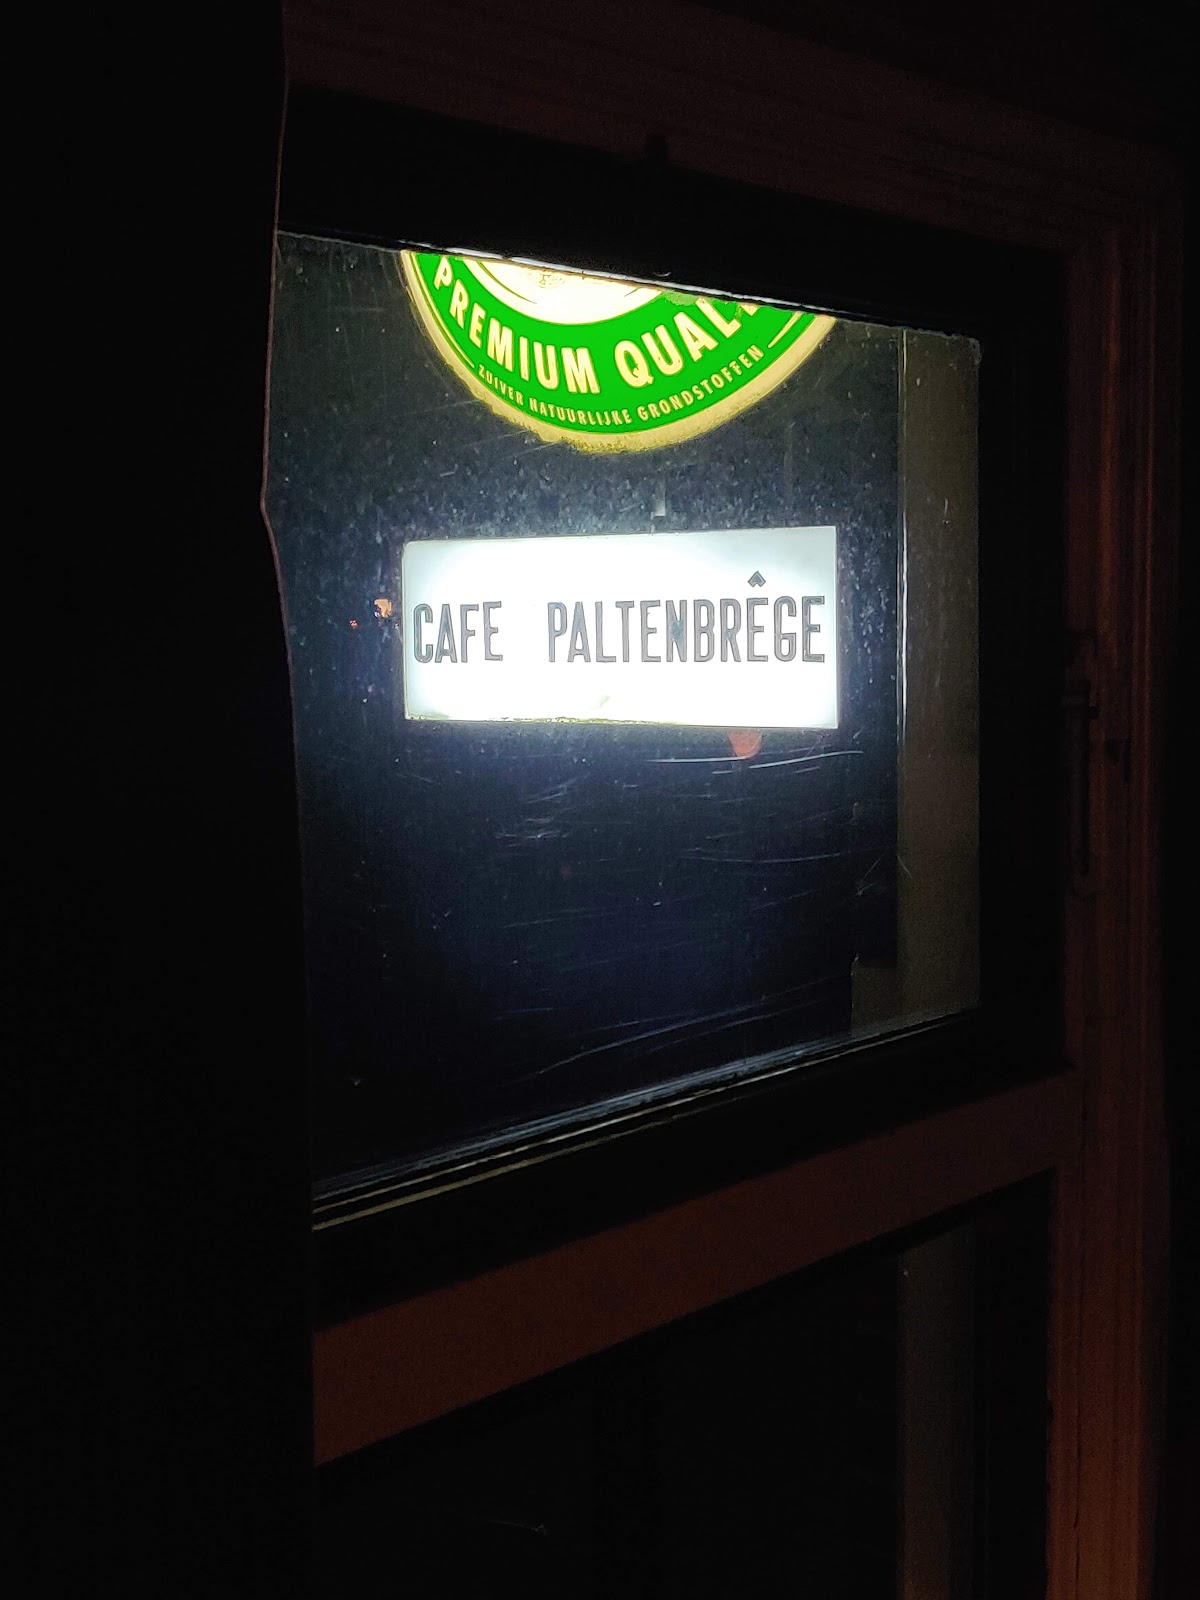 PREMIUM QUAL
ZUIVER NATUURLIJKE GRONDSTOFFEN
CAFE PALTENBRÊGE